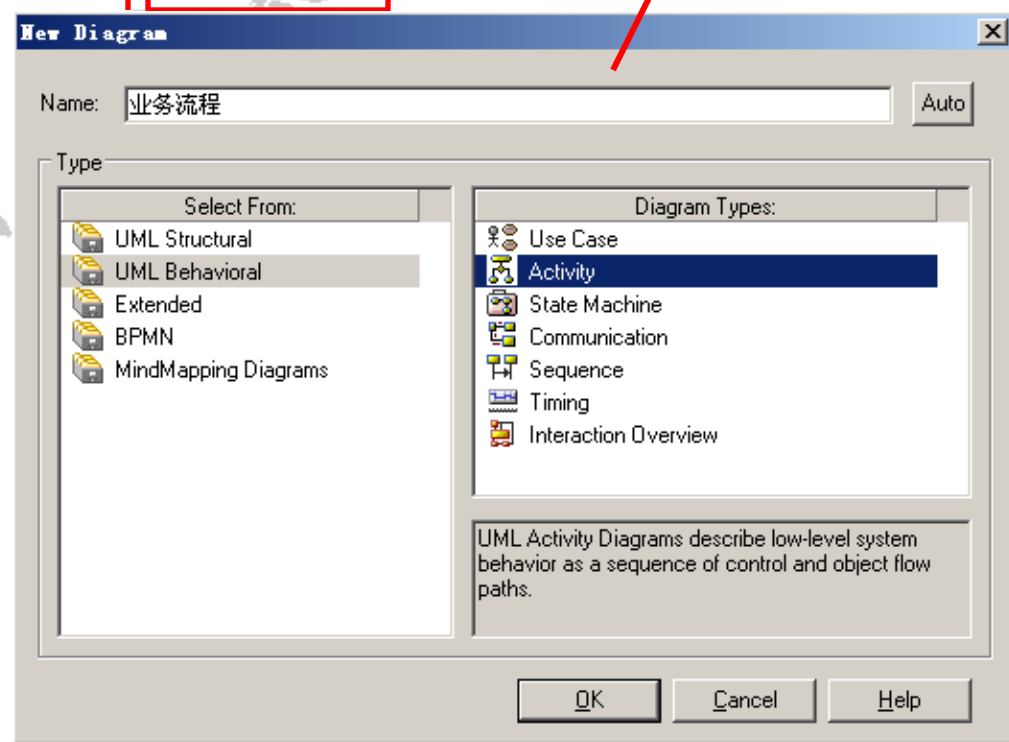 New Diagram
Name: 业务流程 Auto
Type
Select From:
UML Structural
UML Behavioral
Extended
BPMN
MindMapping Diagrams
Diagram Types:
Use Case
Activity
State Machine
Communication
Sequence
Timing
Interaction Overview
UML Activity Diagrams describe low-level system
behavior as a sequence of control and object flow
paths.
OK Cancel Help